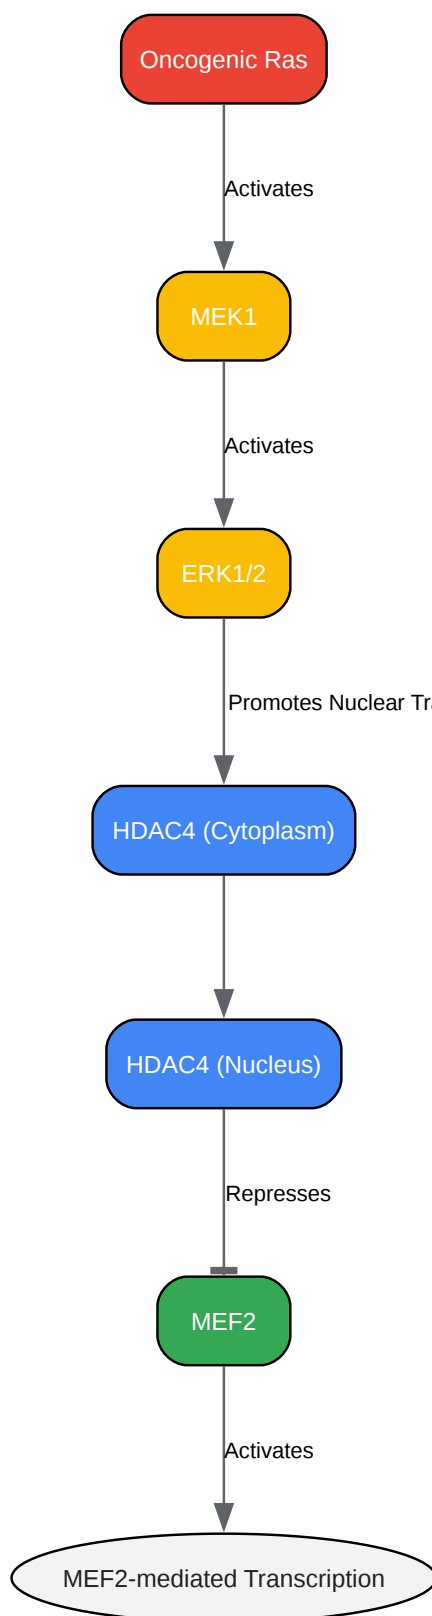 Oncogenic Ras
Activates
MEK1
Activates
ERK1/2
Promotes Nuclear
HDAC4 (Cytoplasm)
HDAC4 (Nucleus)
Represses
MEF2
Activates
MEF2-mediated Transcription